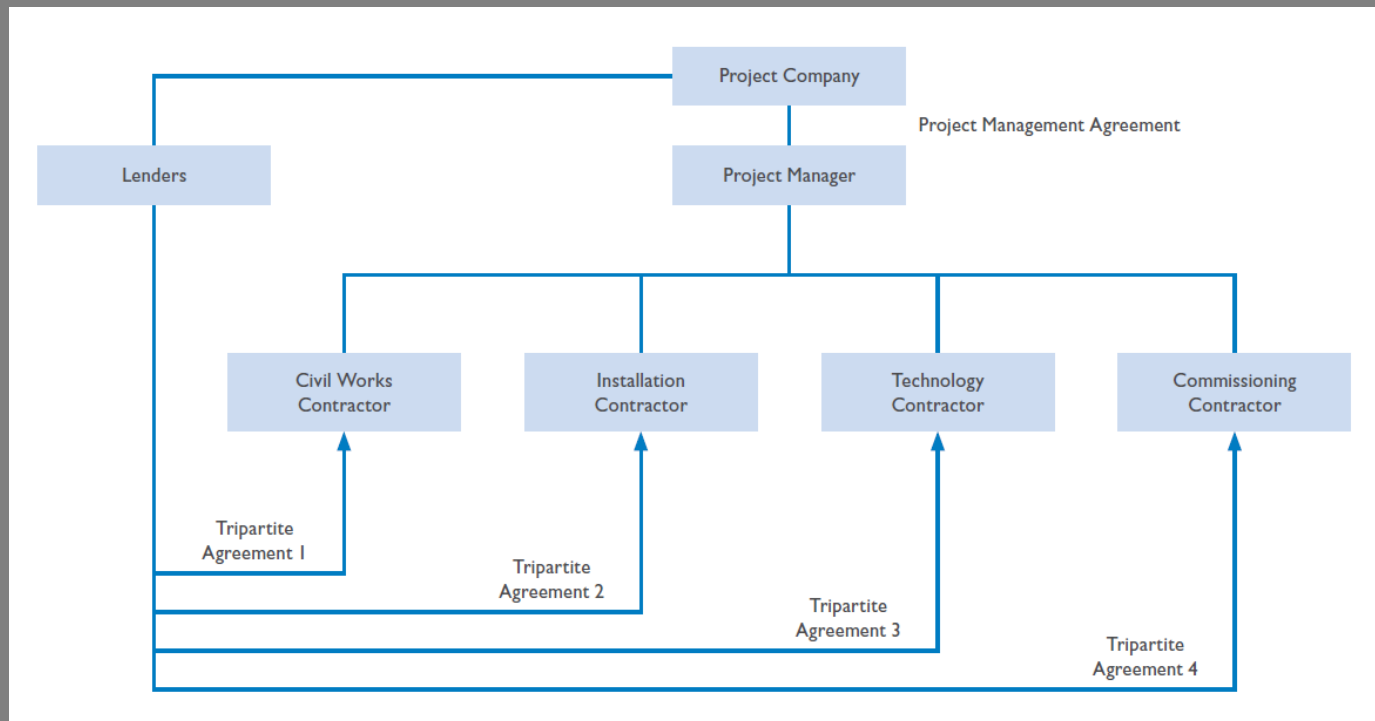 Project Company
Project Management Agreement
Lenders
Project Manager
Civil Works
Contractor
Installation
Contractor
Technology
Contractor
Commissioning
Contractor
Tripartite
Agreement 1
Tripartite
Agreement 2
Tripartite
Agreement 3
Tripartite
Agreement 4